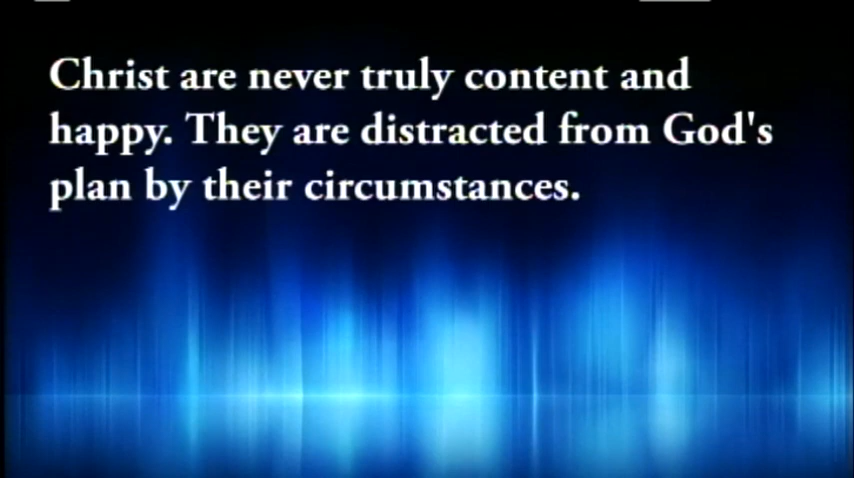 Christ are never truly content and
happy. They are distracted from God's
plan by their circumstances.